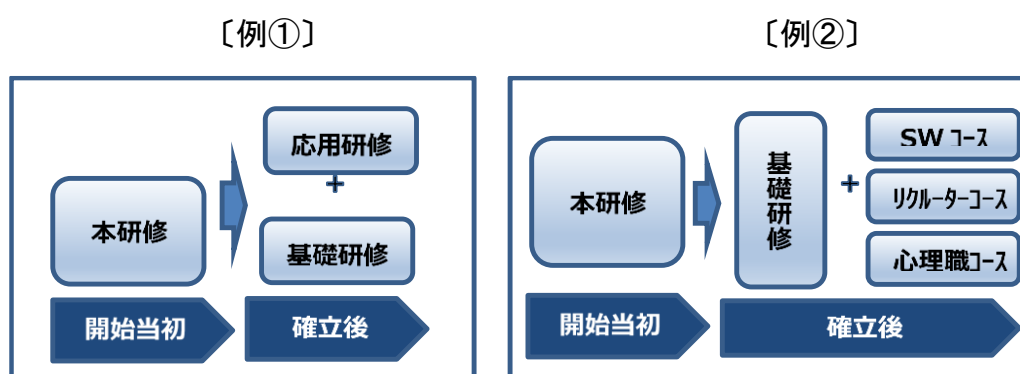 〔例①〕
本研修
応用研修
+
基礎研修
開始当初
確立後
〔例②〕
本研修
基礎研修
+
SWコース
リクルーターコース
心理職コース
開始当初
確立後